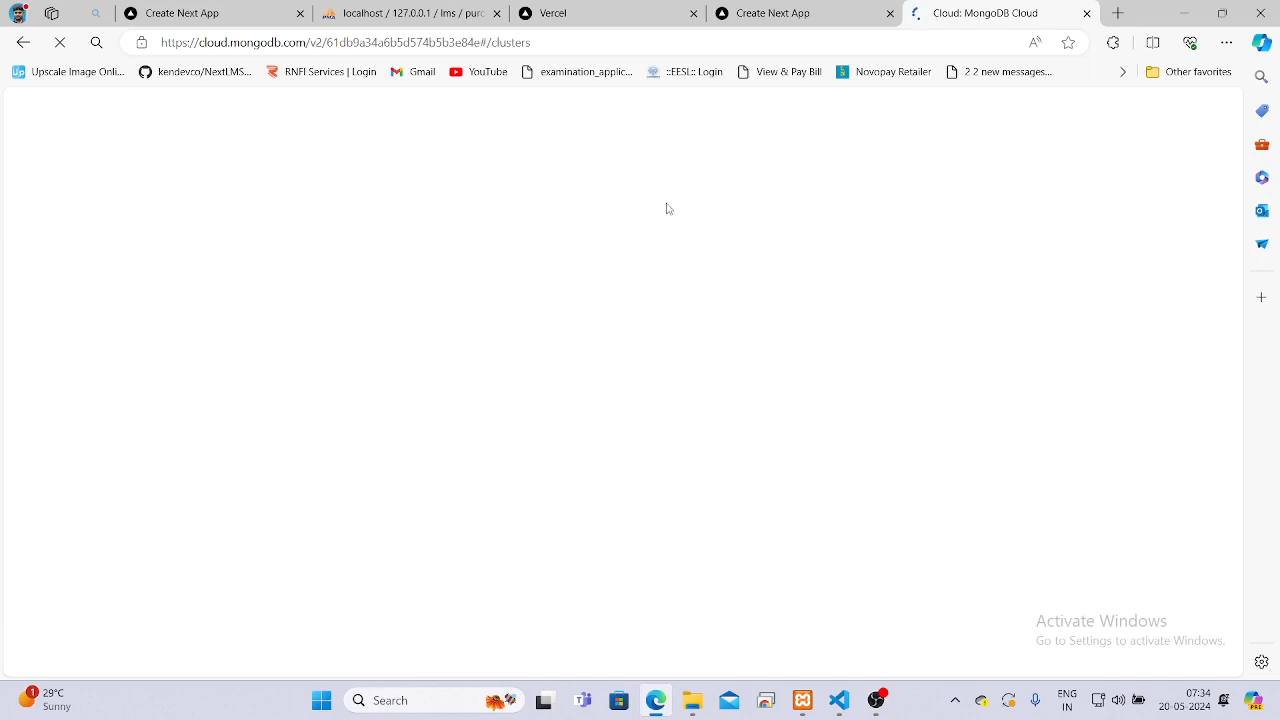 Create Next App
localhost / 127.0.0.1 / lms / purc
Vercel
Create Next App
Cloud: MongoDB Cloud
https://cloud.mongodb.com/v2/61db9a34a6b5d574b5b3e84e#/clusters
Upscale Image Onli...
kendevco/NextLMS...
RNFI Services | Login
Gmail
YouTube
examination_applic...
::EESL:: Login
View & Pay Bill
Novopay Retailer
2 2 new messages...
Other favorites
Activate Windows
Go to Settings to activate Windows.
1
29°C
Sunny
Search
ENG
IN
07:34
20-05-2024
PRE